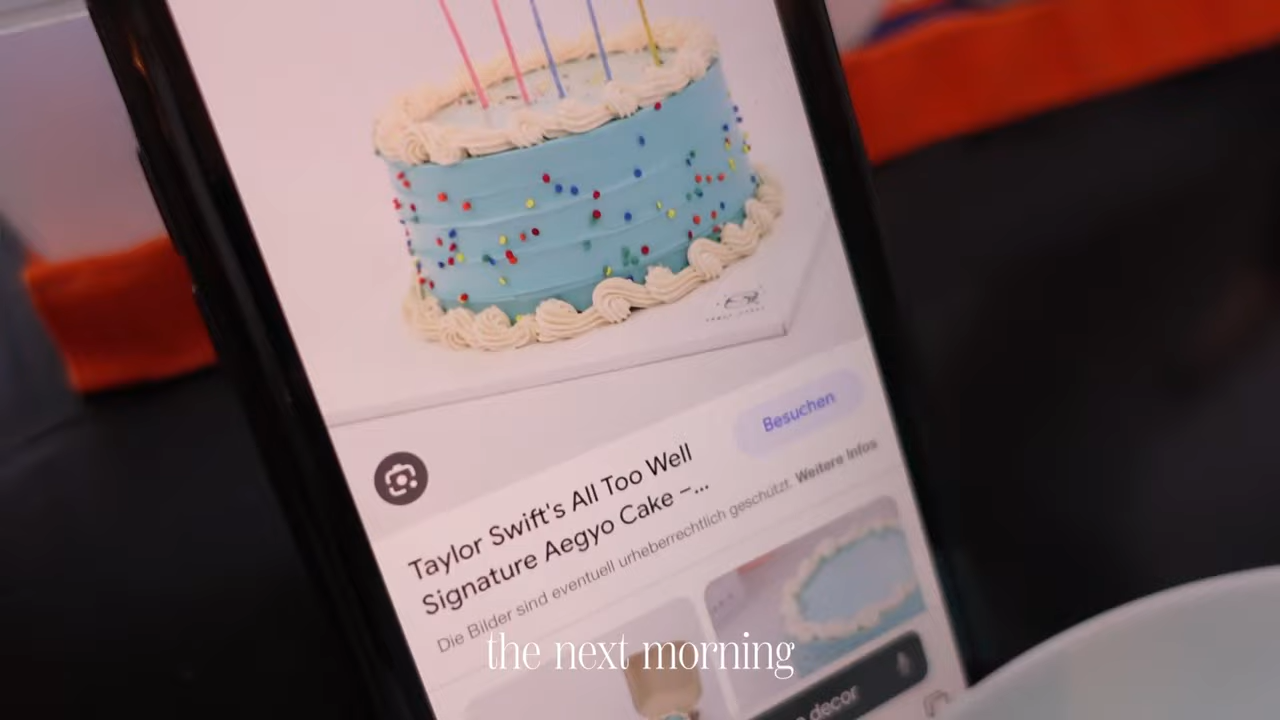 Besuchen
Taylor Swift's All Too Well
Signature Aegyo Cake –...
Die Bilder sind eventuell urheberrechtlich geschützt. Weitere Infos
the next morning
decor